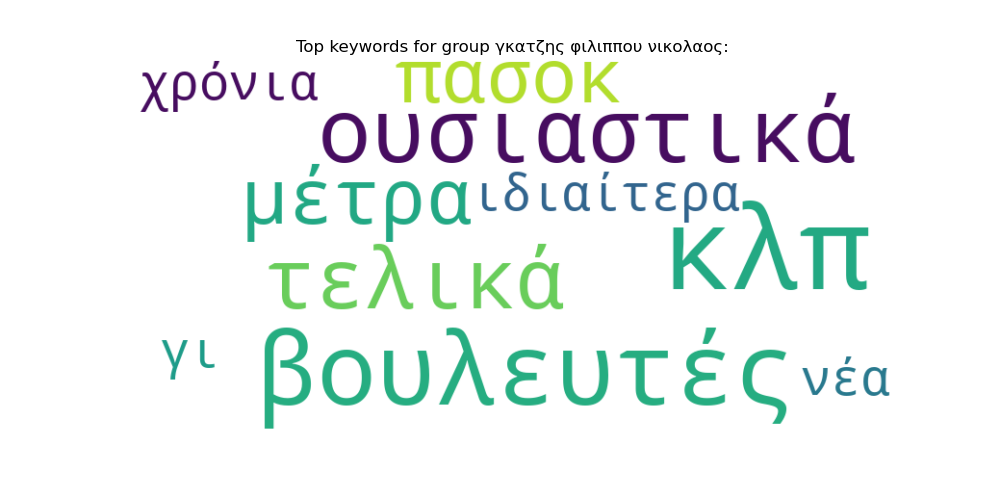 Top keywords for group γκατζης φιλιππου νικολαος:
χρόνια
πασοκ
ουσιαστικά
μέτρα
ιδιαίτερα
κλπ
τελικά
γι
βουλευτές
νέα